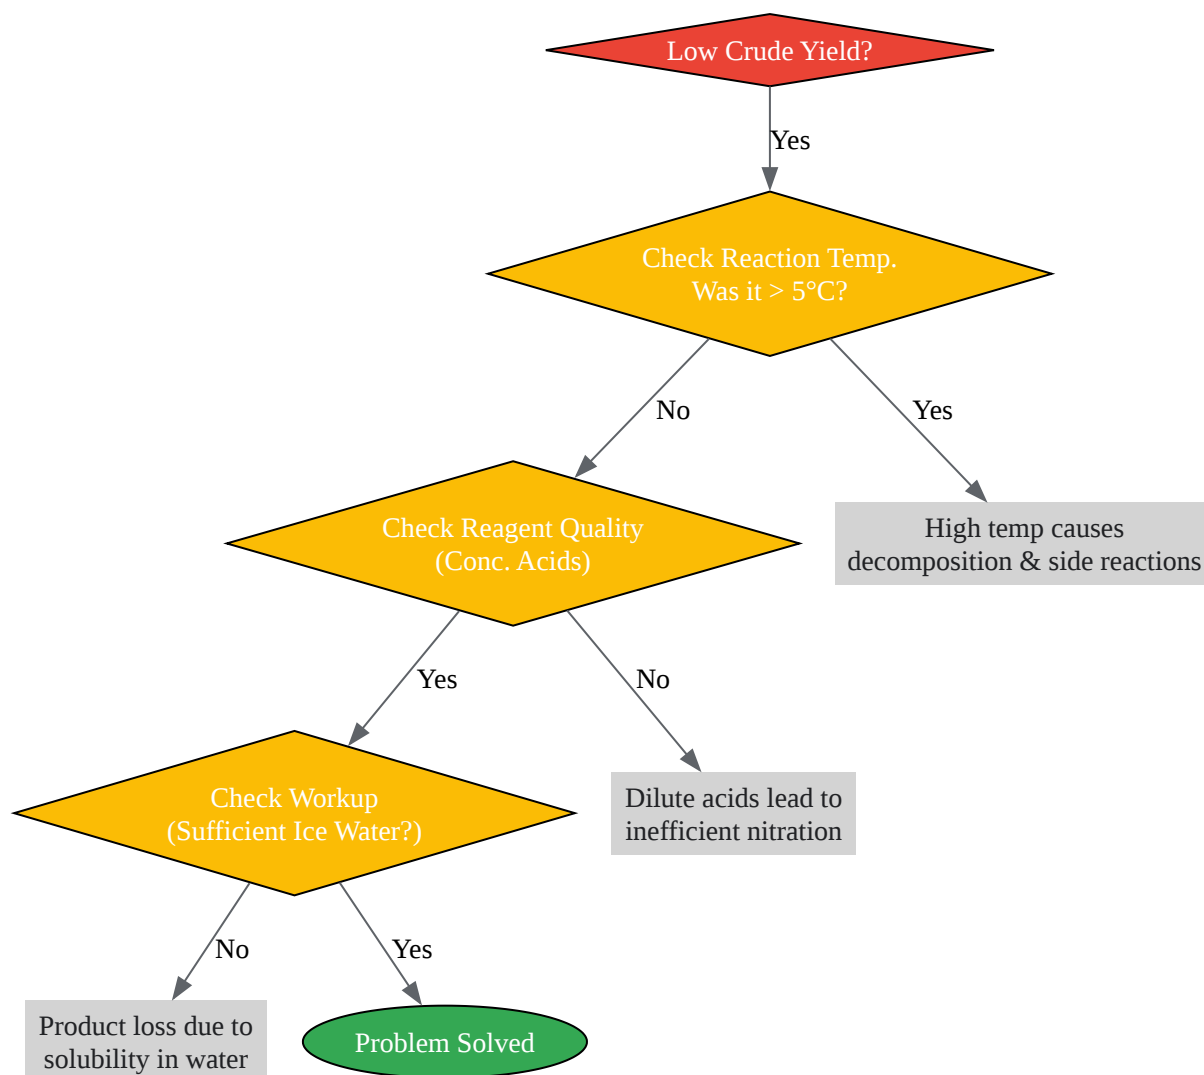 Low Crude Yield?
Yes
Check Reaction Temp.
Was it > 5°C?
No
Yes
Check Reagent Quality
(Conc. Acids)
High temp causes
decomposition & side reactions
Yes
No
Check Workup
(Sufficient Ice Water?)
Dilute acids lead to
inefficient nitration
No
Yes
Product loss due to
solubility in water
Problem Solved